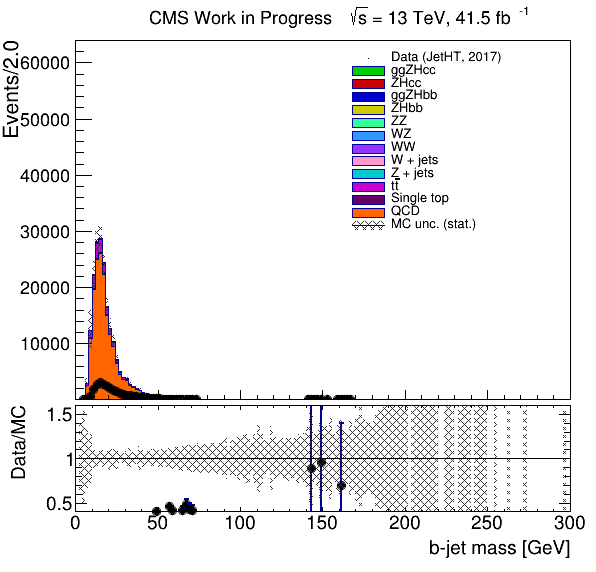 CMS Work in Progress √s = 13 TeV, 41.5 fb -1
Events/2.0
60000
50000
40000
30000
20000
10000
Data (JetHT, 2017)
ggZHcc
ZHcc
ggZHbb
ZHbb
ZZ
WZ
WW
W + jets
Z + jets
tt̅
Single top
QCD
MC unc. (stat.)
Data/MC
1.5
1
0.5
0 50 100 150 200 250 300
b-jet mass [GeV]